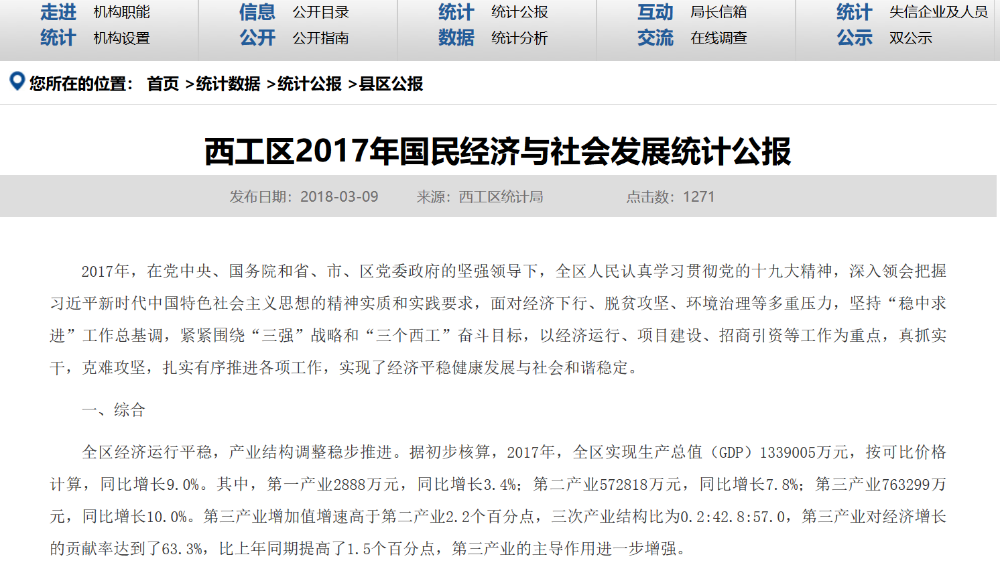 走进 机构职能 信息 公开目录 统计 统计公报 互动 局长信箱 统计 失信企业及人员
统计 机构设置 公开 公开指南 数据 统计分析 交流 在线调查 公示 双公示
您所在的位置： 首页 >统计数据 >统计公报 >县区公报
西工区2017年国民经济与社会发展统计公报
发布日期：2018-03-09 来源：西工区统计局 点击数：1271
2017年，在党中央、国务院和省、市、区党委政府的坚强领导下，全区人民认真学习贯彻党的十九大精神，深入领会把握
习近平新时代中国特色社会主义思想的精神实质和实践要求，面对经济下行、脱贫攻坚、环境治理等多重压力，坚持“稳中求
进”工作总基调，紧紧围绕“三强”战略和“三个西工”奋斗目标，以经济运行、项目建设、招商引资等工作为重点，真抓实
干，克难攻坚，扎实有序推进各项工作，实现了经济平稳健康发展与社会和谐稳定。
一、综合
全区经济运行平稳，产业结构调整稳步推进。据初步核算，2017年，全区实现生产总值（GDP）1339005万元，按可比价格
计算，同比增长9.0%。其中，第一产业2888万元，同比增长3.4%；第二产业572818万元，同比增长7.8%；第三产业763299万
元，同比增长10.0%。第三产业增加值增速高于第二产业2.2个百分点，三次产业结构比为0.2:42.8:57.0，第三产业对经济增长
的贡献率达到了63.3%，比上年同期提高了1.5个百分点，第三产业的主导作用进一步增强。